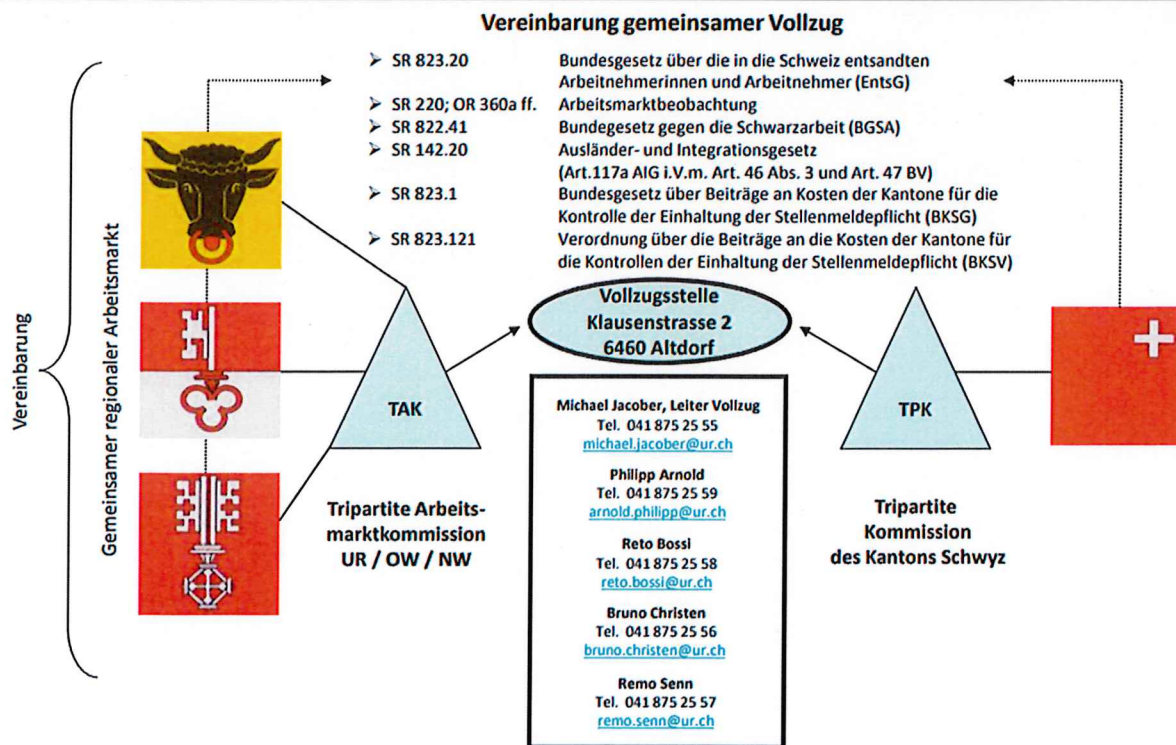 Vereinbarung gemeinsamer Vollzug
➢ SR 823.20 Bundesgesetz über die in die Schweiz entsandten
Arbeitnehmerinnen und Arbeitnehmer (EntsG)
➢ SR 220; OR 360a ff. Arbeitsmarktbeobachtung
➢ SR 822.41 Bundegesetz gegen die Schwarzarbeit (BGSA)
➢ SR 142.20 Ausländer- und Integrationsgesetz
(Art.117a AIG i.V.m. Art. 46 Abs. 3 und Art. 47 BV)
➢ SR 823.1 Bundesgesetz über Beiträge an Kosten der Kantone für die
Kontrolle der Einhaltung der Stellenmeldepflicht (BKSG)
➢ SR 823.121 Verordnung über die Beiträge an die Kosten der Kantone für
die Kontrollen der Einhaltung der Stellenmeldepflicht (BKSV)
Vereinbarung
Gemeinsamer regionaler Arbeitsmarkt
TAK
Tripartite Arbeits-
marktkommission
UR / OW / NW
Vollzugsstelle
Klausenstrasse 2
6460 Altdorf
Michael Jacober, Leiter Vollzug
Tel. 041 875 25 55
michael.jacober@ur.ch
Philipp Arnold
Tel. 041 875 25 59
arnold.philipp@ur.ch
Reto Bossi
Tel. 041 875 25 58
reto.bossi@ur.ch
Bruno Christen
Tel. 041 875 25 56
bruno.christen@ur.ch
Remo Senn
Tel. 041 875 25 57
remo.senn@ur.ch
TPK
Tripartite
Kommission
des Kantons Schwyz